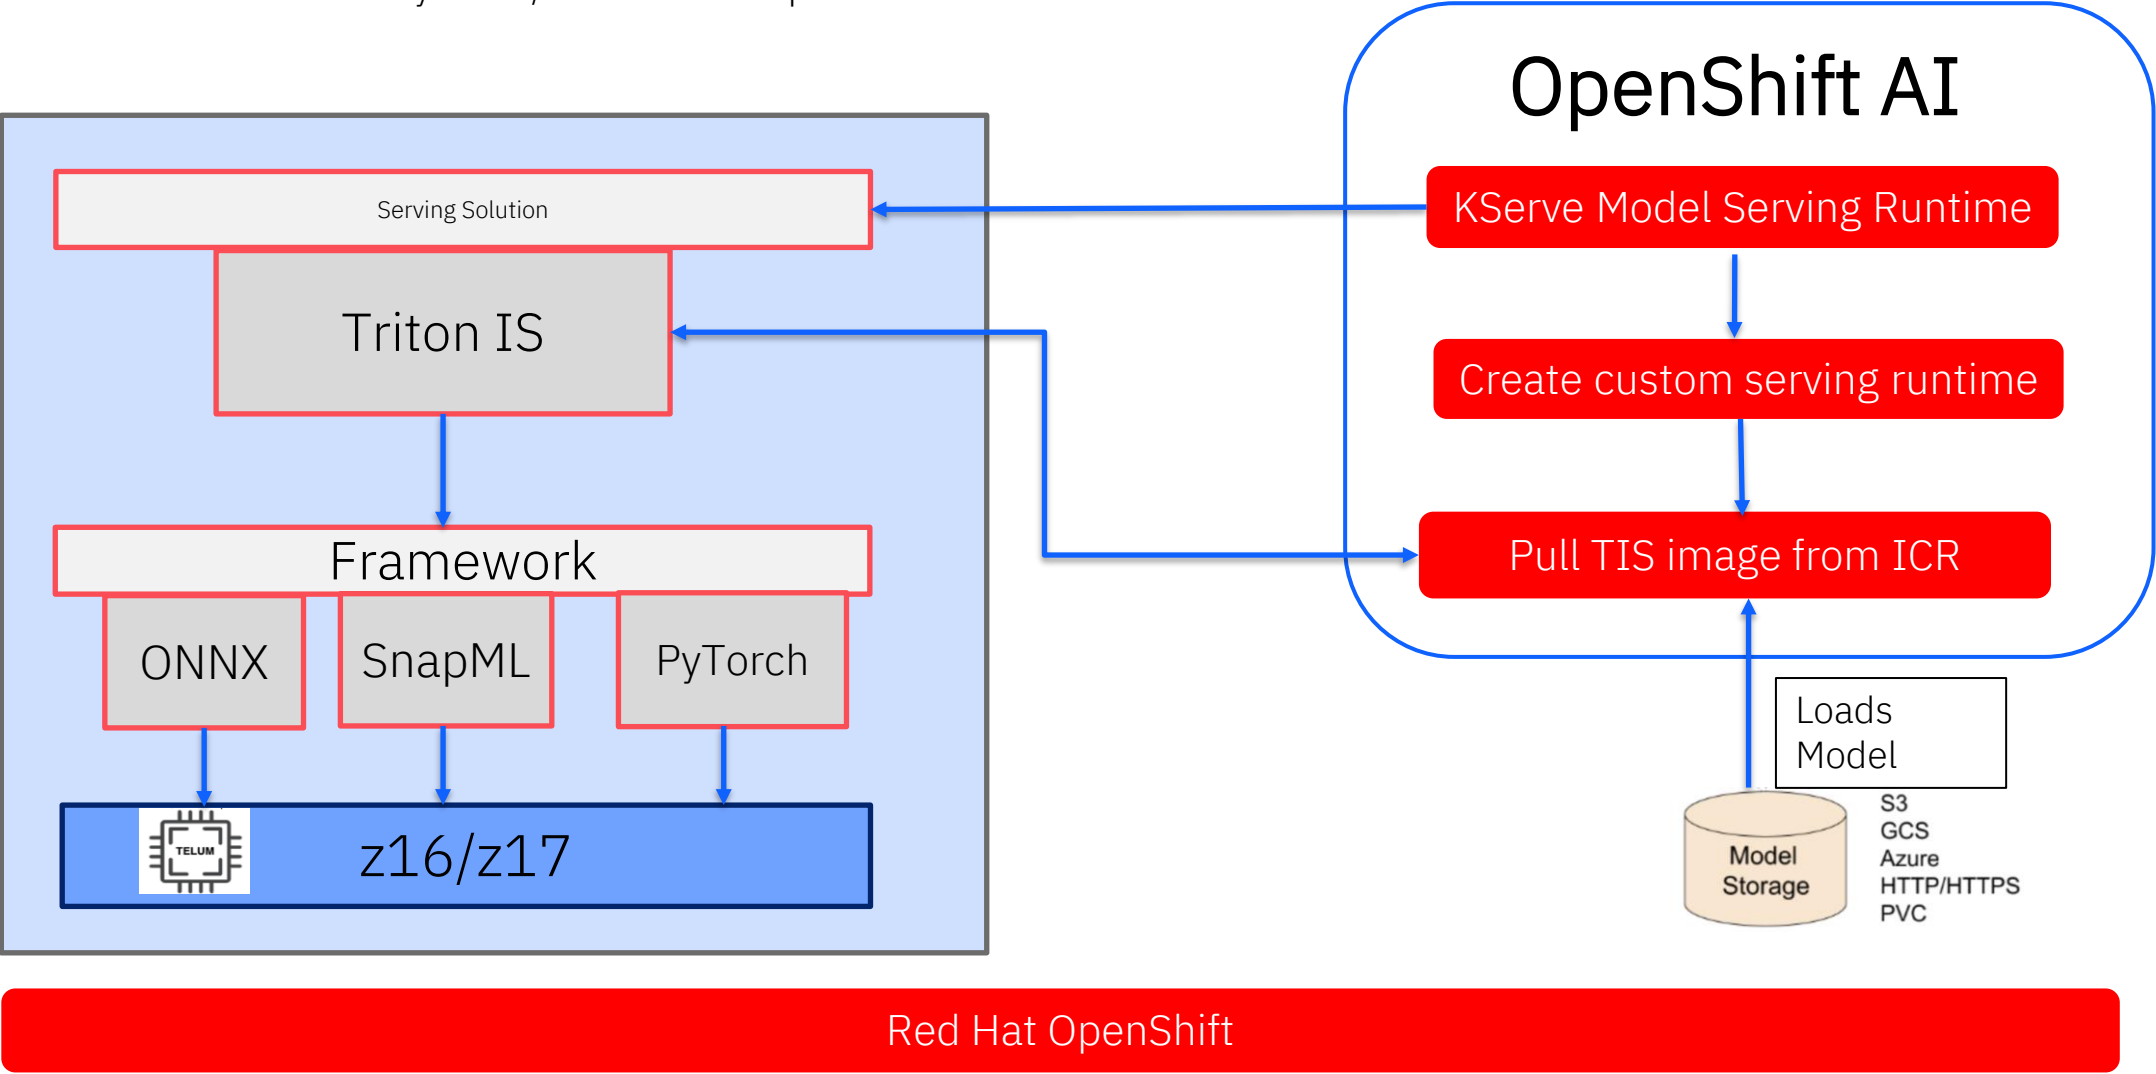 OpenShift AI
Serving Solution
KServe Model Serving Runtime
Triton IS
Create custom serving runtime
Framework
Pull TIS image from ICR
ONNX
SnapML
PyTorch
Loads
Model
TELUM
z16/z17
Model
Storage
S3
GCS
Azure
HTTP/HTTPS
PVC
Red Hat OpenShift